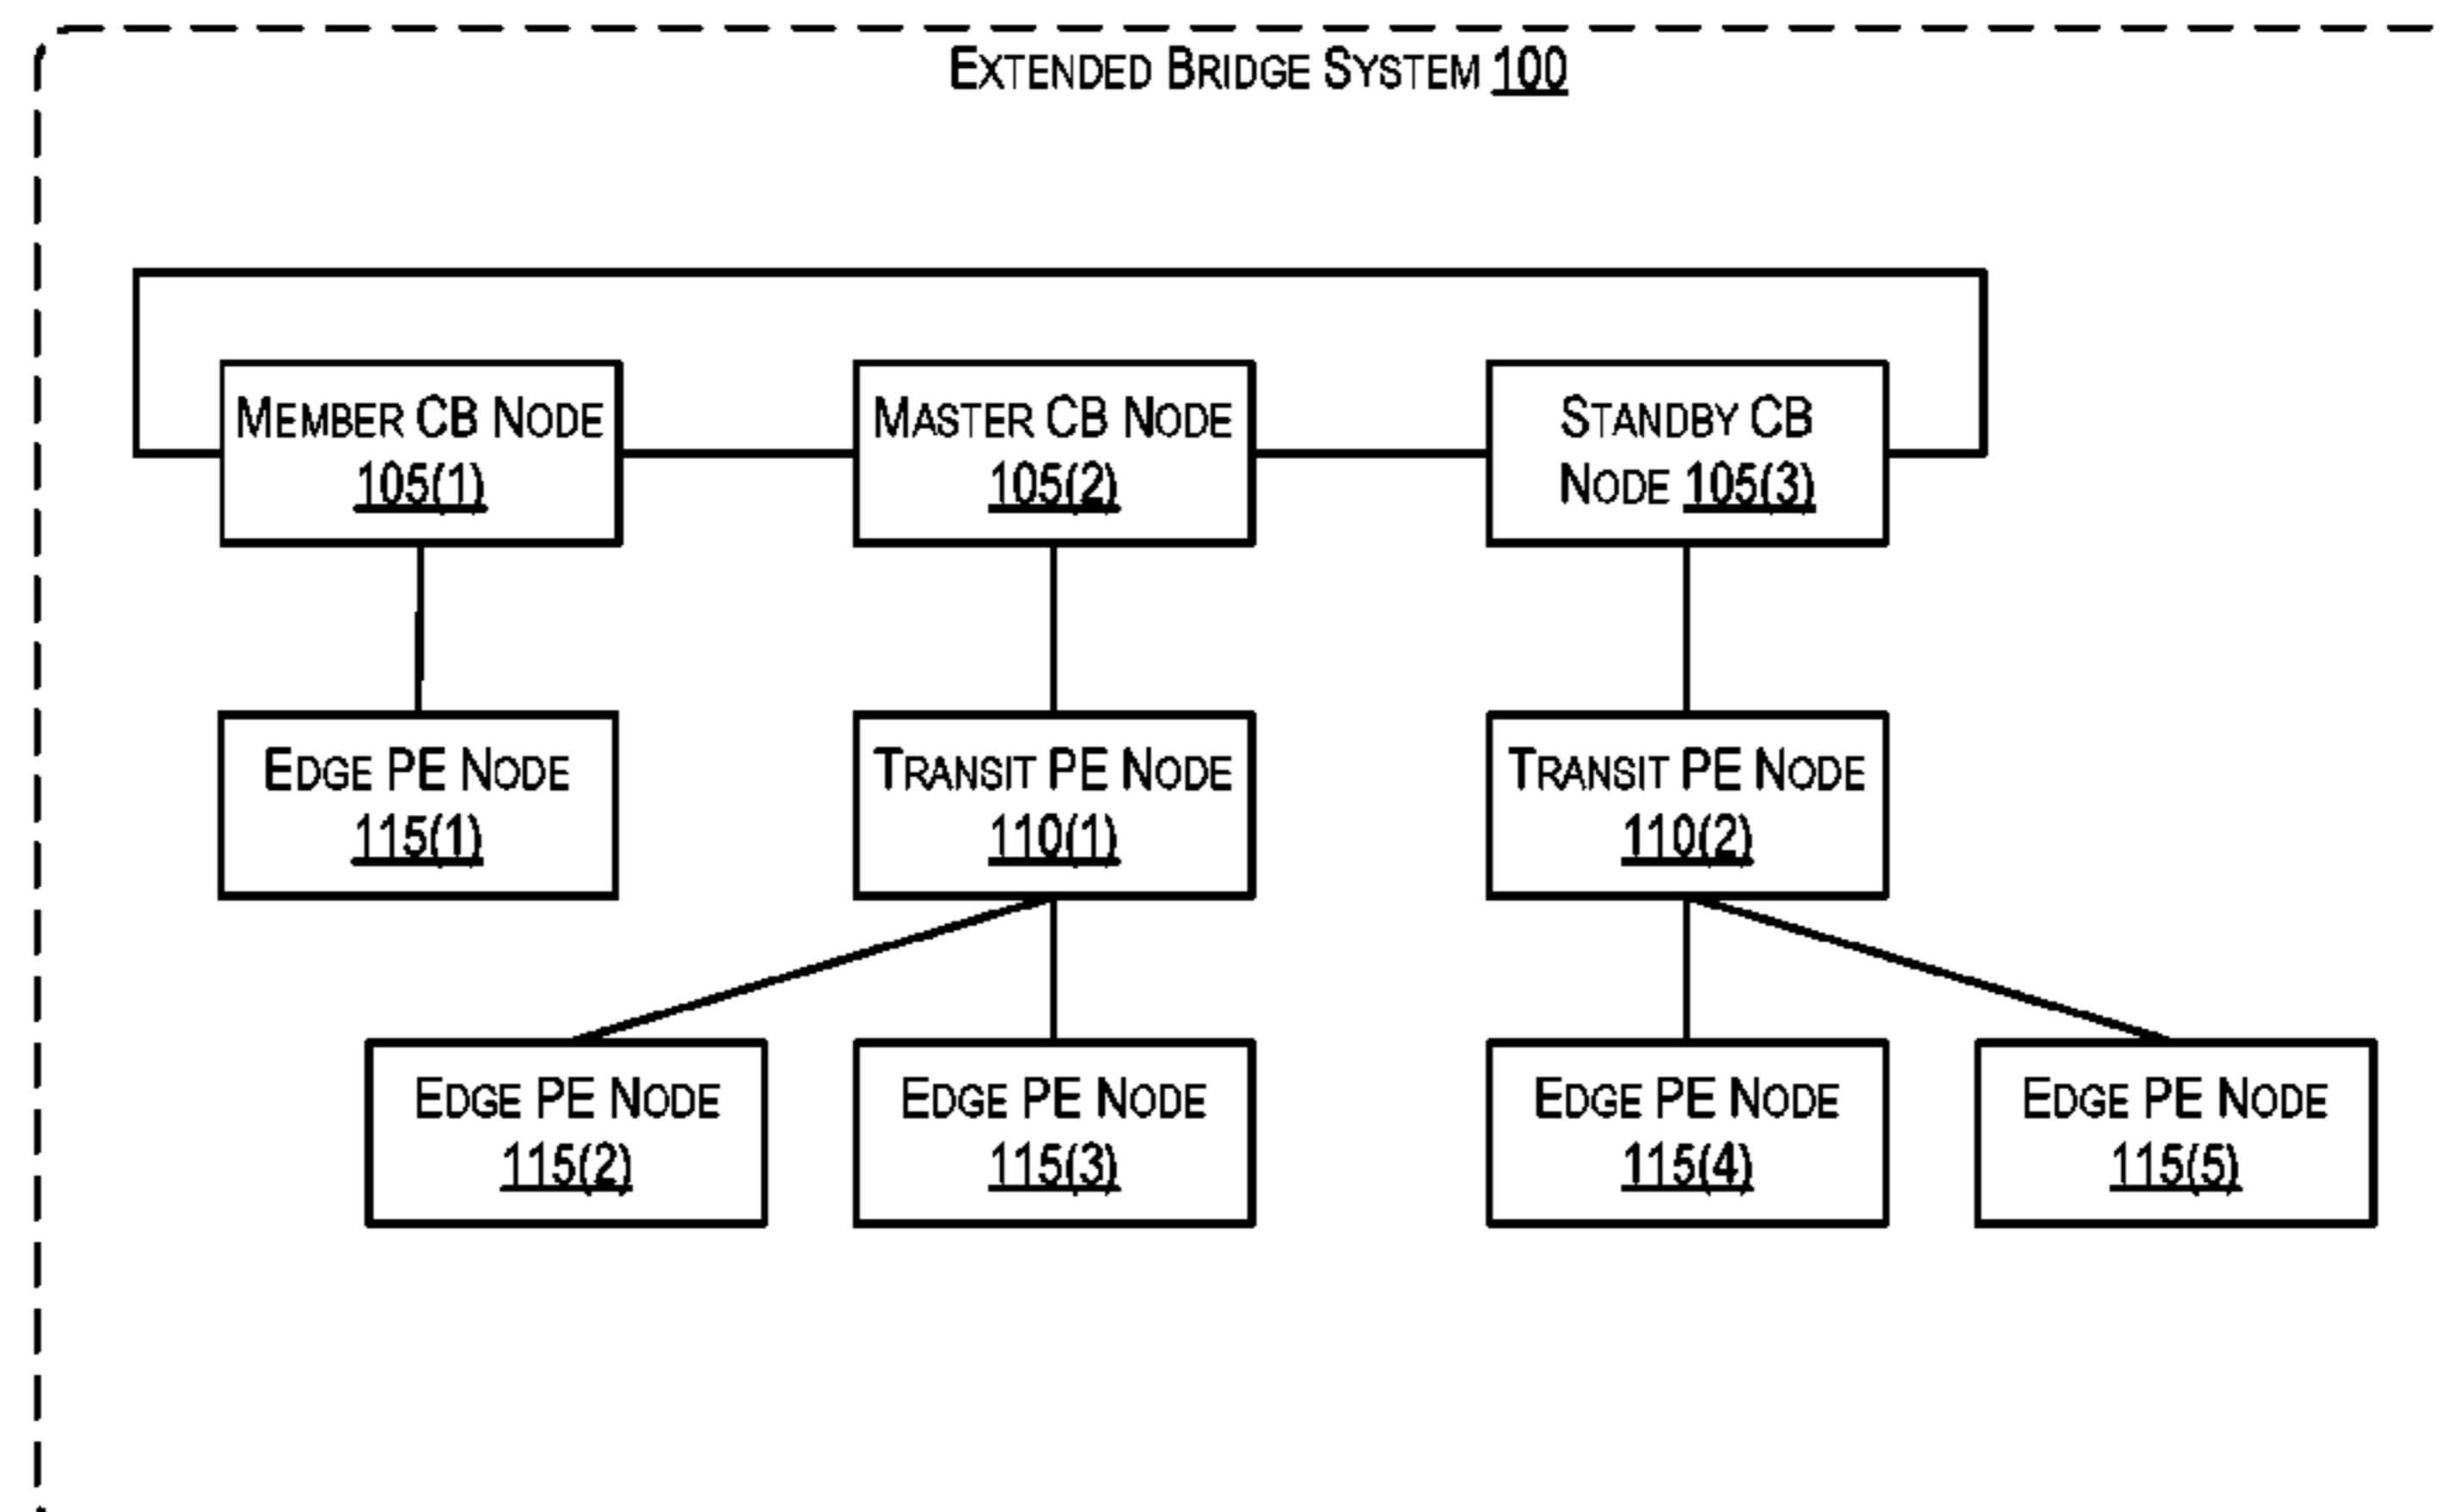 EXTENDED BRIDGE SYSTEM 100
MEMBER CB NODE
105(1)
MASTER CB NODE
105(2)
STANDBY CB
NODE 105(3)
EDGE PE NODE
115(1)
TRANSIT PE NODE
110(1)
TRANSIT PE NODE
110(2)
EDGE PE NODE
115(2)
EDGE PE NODE
115(3)
EDGE PE NODE
115(4)
EDGE PE NODE
115(5)